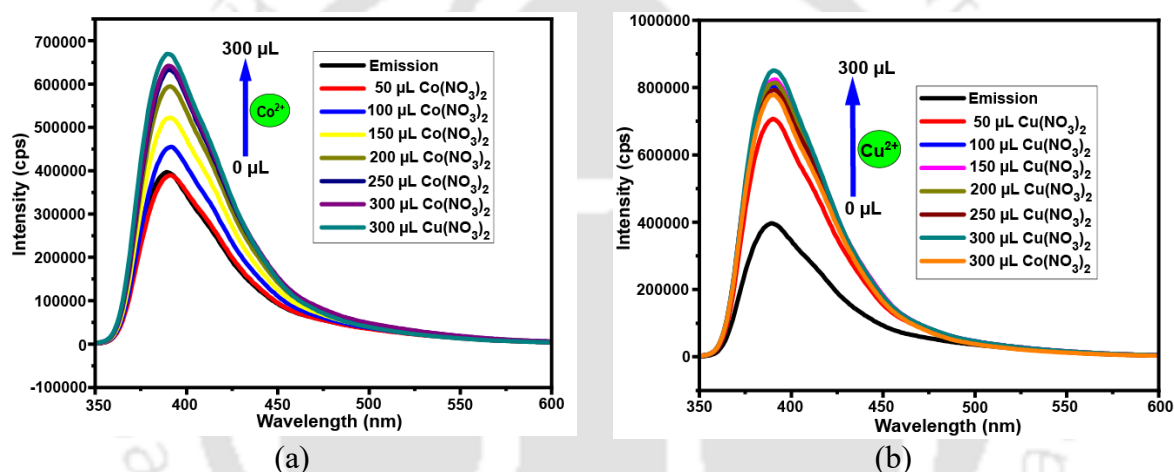 700000
600000
500000
400000
300000
200000
100000
0
-100000
Intensity (cps)
350 400 450 500 550 600
Wavelength (nm)
300 µL
Co²⁺
0 µL
Emission
50 µL Co(NO₃)₂
100 µL Co(NO₃)₂
150 µL Co(NO₃)₂
200 µL Co(NO₃)₂
250 µL Co(NO₃)₂
300 µL Co(NO₃)₂
300 µL Cu(NO₃)₂
(a)
1000000
800000
600000
400000
200000
0
Intensity (cps)
350 400 450 500 550 600
Wavelength (nm)
300 µL
Cu²⁺
0 µL
Emission
50 µL Cu(NO₃)₂
100 µL Cu(NO₃)₂
150 µL Cu(NO₃)₂
200 µL Cu(NO₃)₂
250 µL Cu(NO₃)₂
300 µL Cu(NO₃)₂
300 µL Co(NO₃)₂
(b)